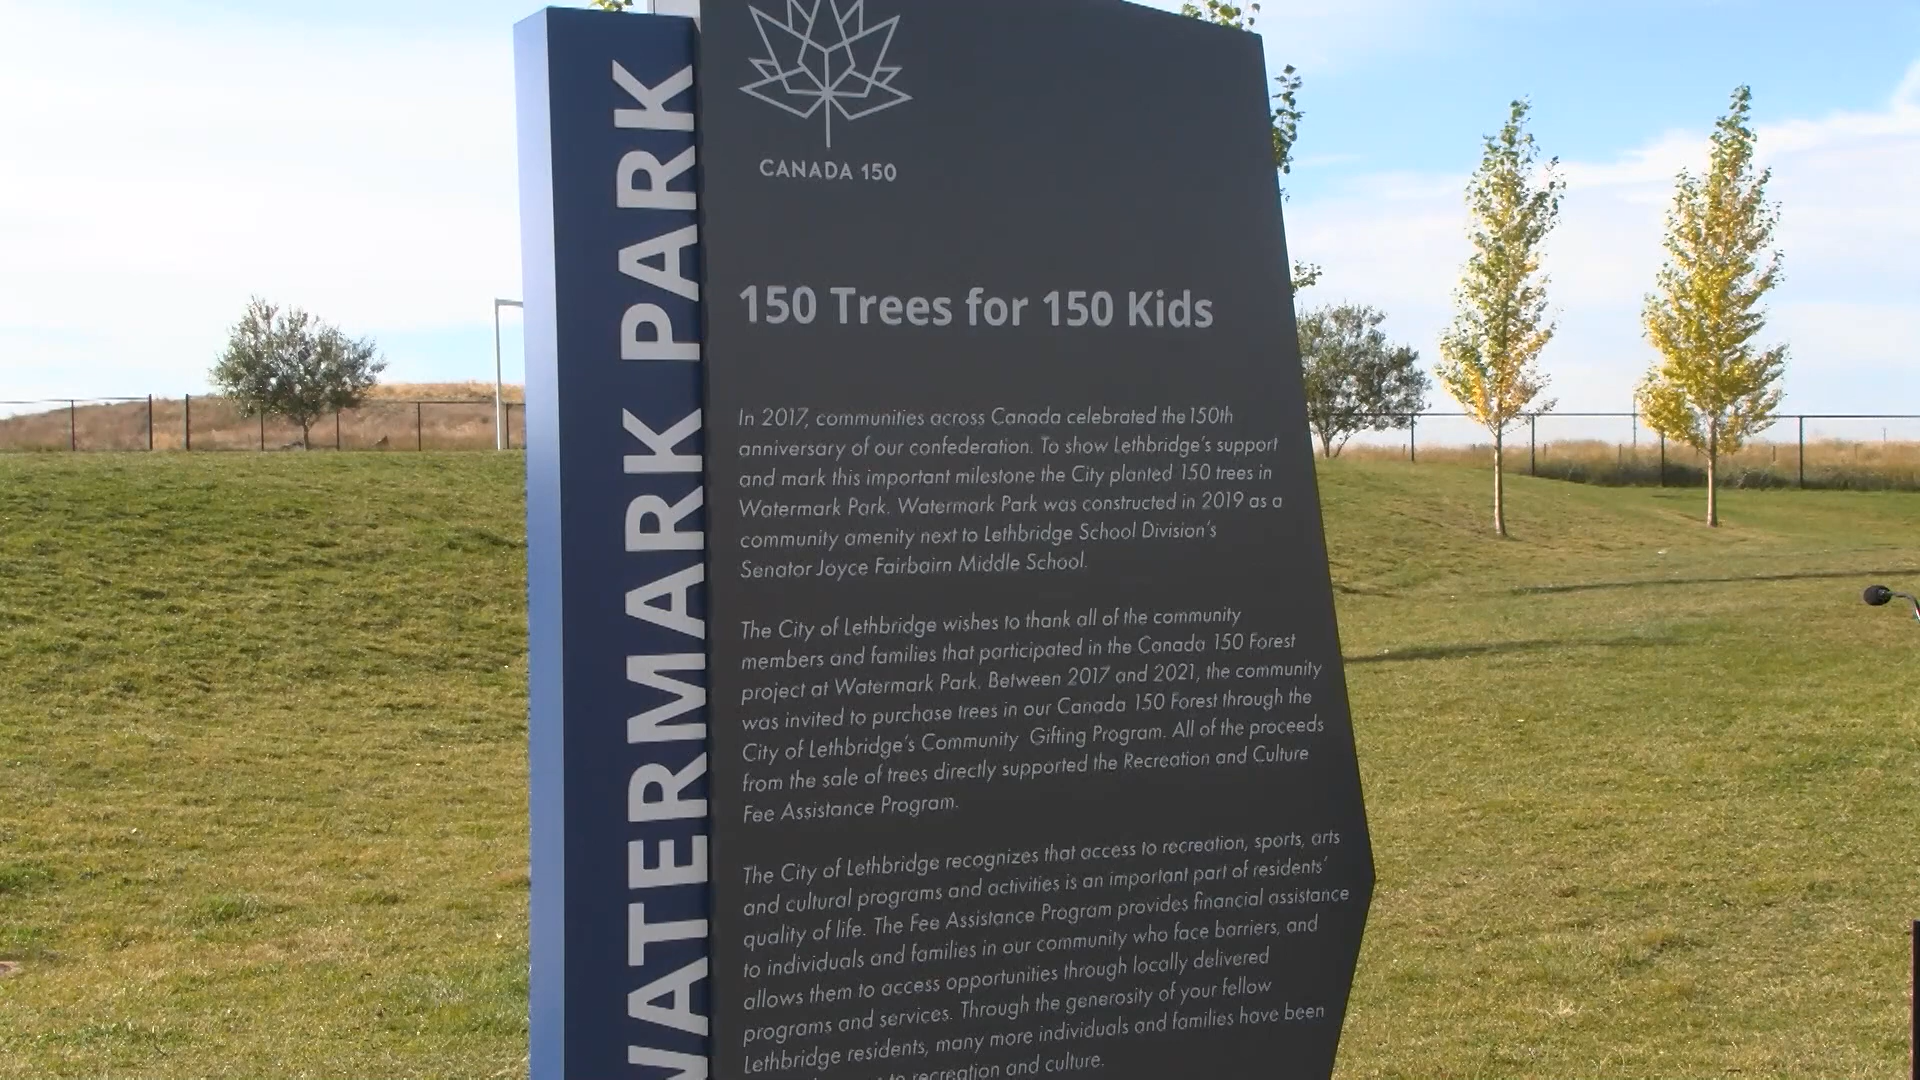 WATERMARK PARK
CANADA 150
150 Trees for 150 Kids
In 2017, communities across Canada celebrated the 150th
anniversary of our confederation. To show Lethbridge's support
and mark this important milestone the City planted 150 trees in
Watermark Park. Watermark Park was constructed in 2019 as a
community amenity next to Lethbridge School Division's
Senator Joyce Fairbairn Middle School.
The City of Lethbridge wishes to thank all of the community
members and families that participated in the Canada 150 Forest
project at Watermark Park. Between 2017 and 2021, the community
was invited to purchase trees in our Canada 150 Forest through the
City of Lethbridge's Community Gifting Program. All of the proceeds
from the sale of trees directly supported the Recreation and Culture
Fee Assistance Program.
The City of Lethbridge recognizes that access to recreation, sports, arts
and cultural programs and activities is an important part of residents'
quality of life. The Fee Assistance Program provides financial assistance
to individuals and families in our community who face barriers, and
allows them to access opportunities through locally delivered
programs and services. Through the generosity of your fellow
Lethbridge residents, many more individuals and families have been
to recreation and culture.